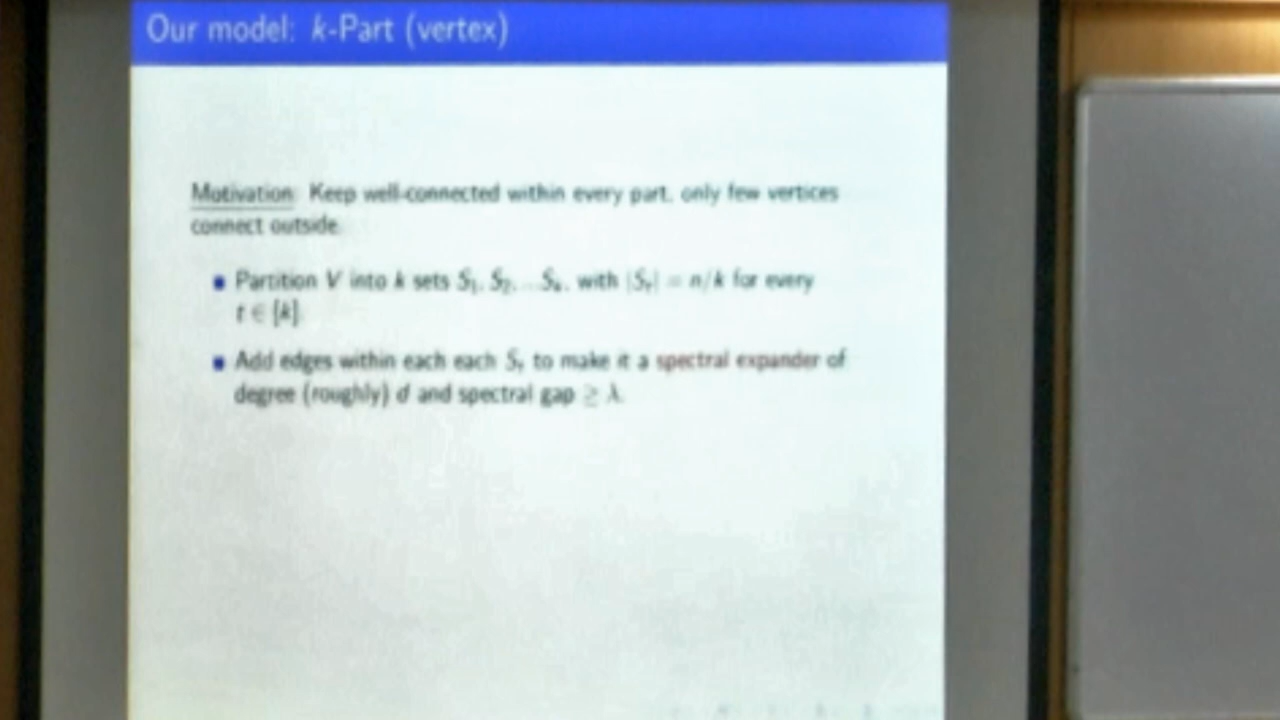 Our model: k-Part (vertex)
Motivation: Keep well-connected within every part, only few vertices
connect outside.
Partition V into k sets S₁, S₂, ...Sₖ, with |Sₜ| = n/k for every
t ∈ [k].
Add edges within each each Sₜ to make it a spectral expander of
degree (roughly) d and spectral gap ≥ λ.